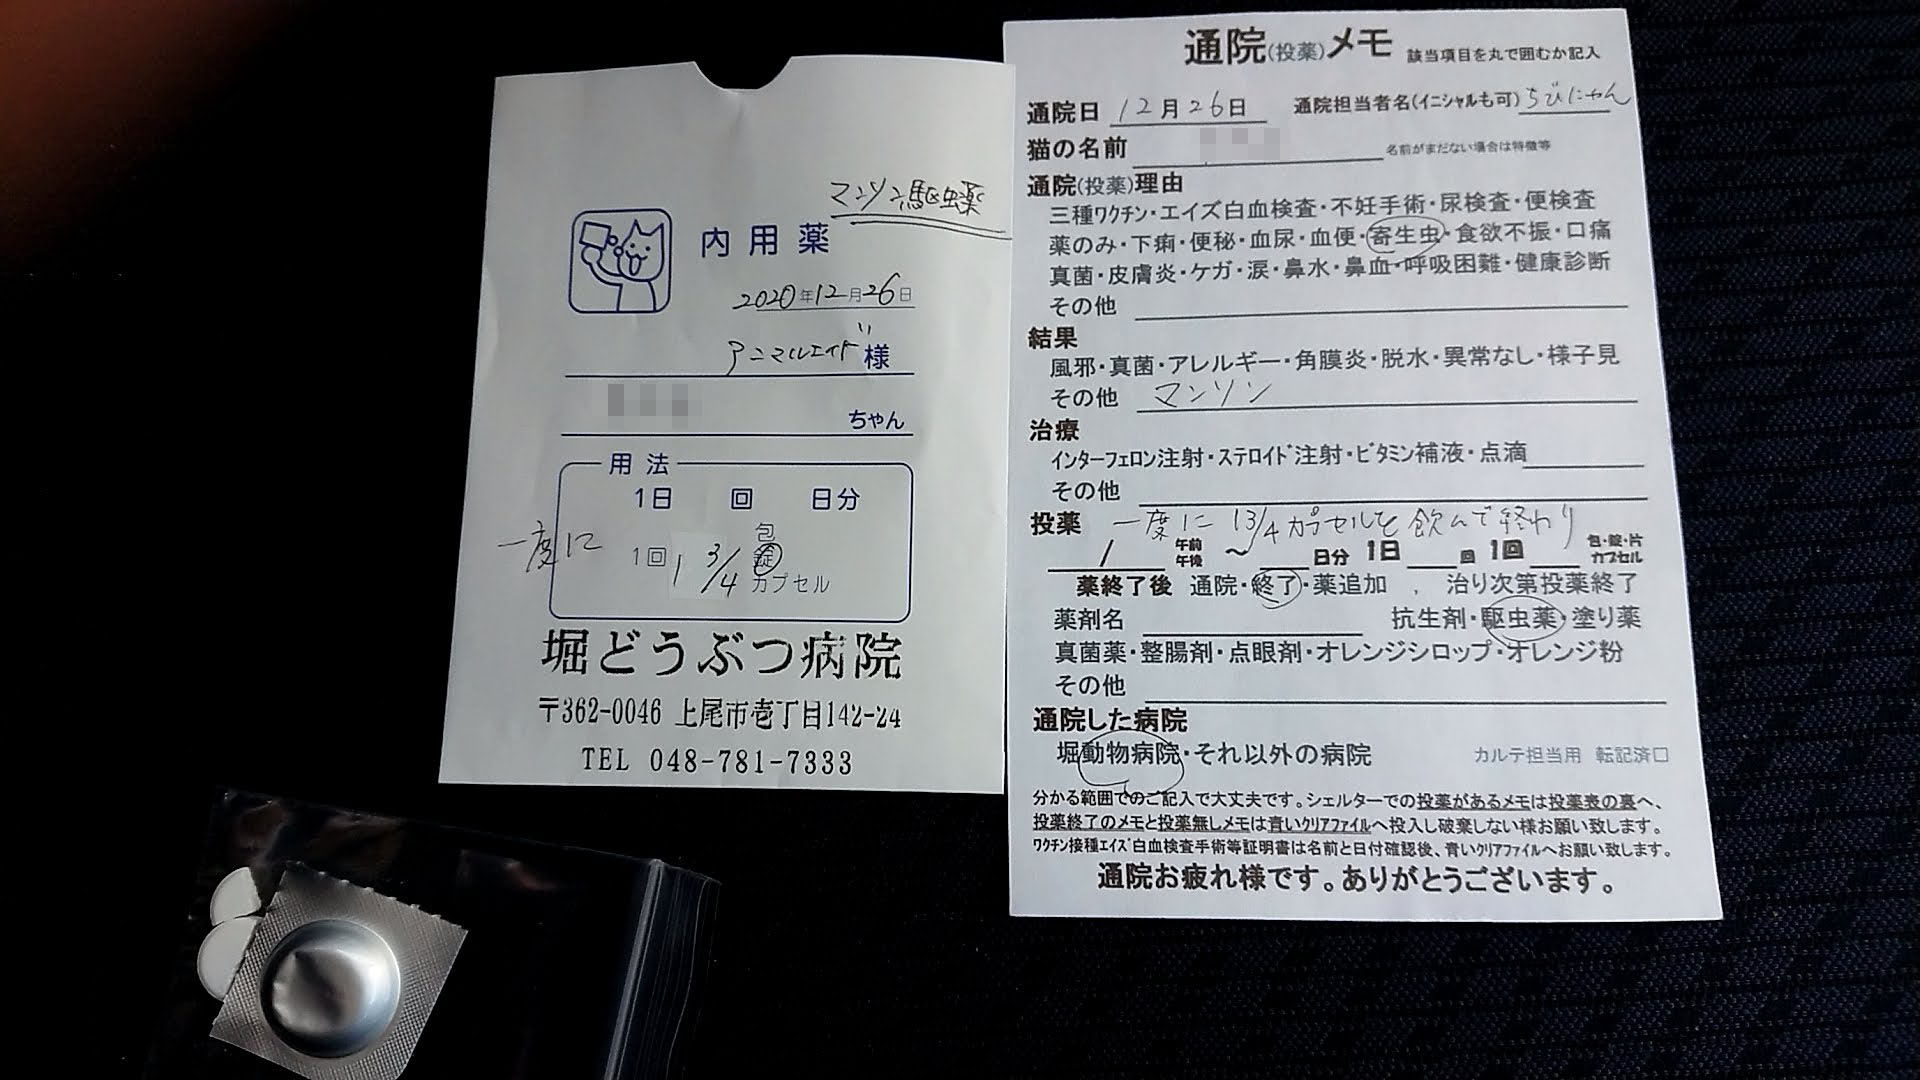 マンソン駆虫薬
内用薬
2020年12月26日
アニマルエイド様
ちゃん
用法
1日 回 日分
一度に 1回 1 3/4 包 錠 カプセル
堀どうぶつ病院
〒362-0046 上尾市壱丁目142-24
TEL 048-781-7333
通院(投薬)メモ 該当項目を丸で囲むか記入
通院日 12月26日 通院担当者名(イニシャルも可)ちびにゃん
猫の名前 名前がまだない場合は特徴等
通院(投薬)理由
三種ワクチン・エイズ白血検査・不妊手術・尿検査・便検査
薬のみ・下痢・便秘・血尿・血便・寄生虫・食欲不振・口痛
真菌・皮膚炎・ケガ・涙・鼻水・鼻血・呼吸困難・健康診断
その他
結果
風邪・真菌・アレルギー・角膜炎・脱水・異常なし・様子見
その他 マンソン
治療
インターフェロン注射・ステロイド注射・ビタミン補液・点滴
その他
投薬 一度に 1 3/4 カプセルを 飲んで終わり
/ 午前 午後 ~ 日分 1日 回 1回 包・錠・片 カプセル
薬終了後 通院・終了・薬追加 、治り次第投薬終了
薬剤名 抗生剤・駆虫薬・塗り薬
真菌薬・整腸剤・点眼剤・オレンジシロップ・オレンジ粉
その他
通院した病院
堀動物病院・それ以外の病院 カルテ担当用 転記済□
分かる範囲でのご記入で大丈夫です。シェルターでの投薬があるメモは投薬表の裏へ、
投薬終了のメモと投薬無しメモは青いクリアファイルへ投入し破棄しない様お願い致します。
ワクチン接種エイズ白血検査手術等証明書は名前と日付確認後、青いクリアファイルへお願い致します。
通院お疲れ様です。ありがとうございます。